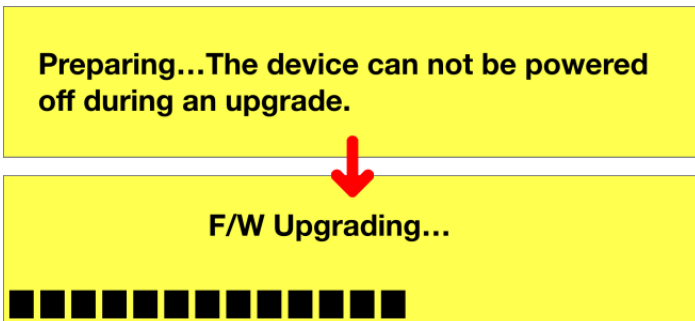 Preparing...The device can not be powered
off during an upgrade.
F/W Upgrading...